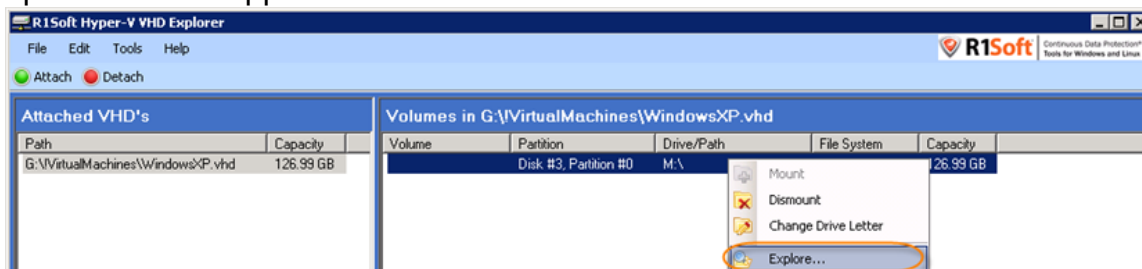 R1Soft Hyper-V VHD Explorer
File Edit Tools Help
R1Soft Continuous Data Protection®
Tools for Windows and Linux
Attach Detach
Attached VHD's
Path Capacity
G:\!VirtualMachines\WindowsXP.vhd 126.99 GB
Volumes in G:\!VirtualMachines\WindowsXP.vhd
Volume Partition Drive/Path File System Capacity
Disk #3, Partition #0 M:\ 126.99 GB
Mount
Dismount
Change Drive Letter
Explore...